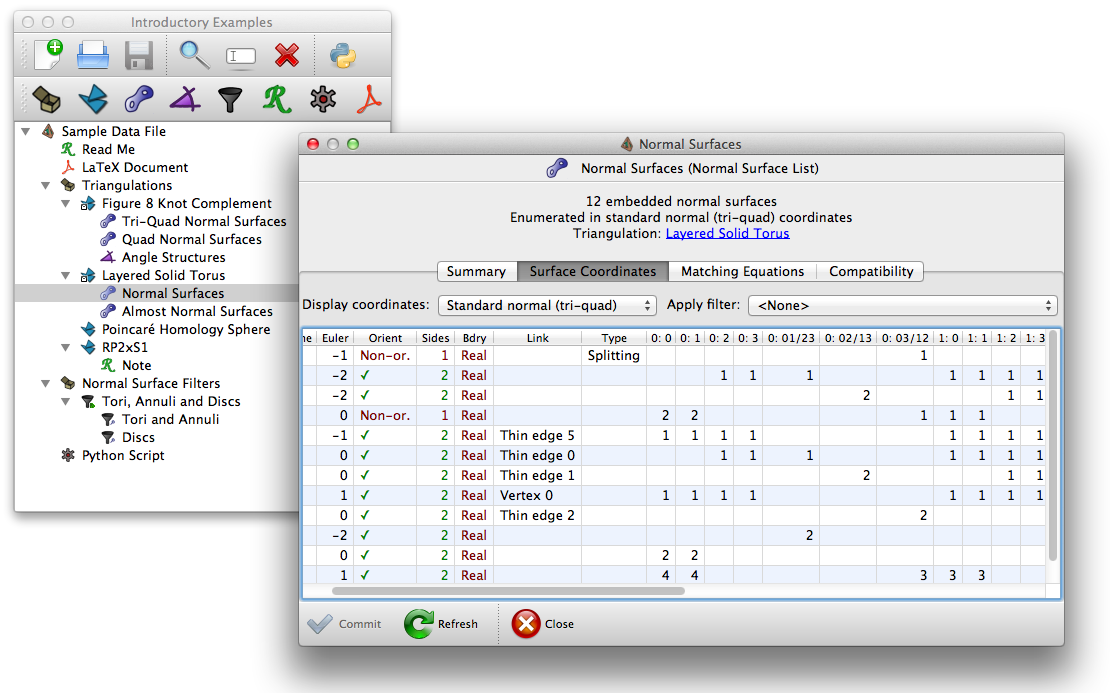 Introductory Examples
Sample Data File
Read Me
LaTeX Document
Triangulations
Figure 8 Knot Complement
Tri-Quad Normal Surfaces
Quad Normal Surfaces
Angle Structures
Layered Solid Torus
Normal Surfaces
Almost Normal Surfaces
Poincaré Homology Sphere
RP2xS1
Note
Normal Surface Filters
Tori, Annuli and Discs
Tori and Annuli
Discs
Python Script
Normal Surfaces
Normal Surfaces (Normal Surface List)
12 embedded normal surfaces
Enumerated in standard normal (tri-quad) coordinates
Triangulation: Layered Solid Torus
Summary Surface Coordinates Matching Equations Compatibility
Display coordinates: Standard normal (tri-quad) Apply filter: <None>
ne Euler Orient Sides Bdry Link Type 0: 0 0: 1 0: 2 0: 3 0: 01/23 0: 02/13 0: 03/12 1: 0 1: 1 1: 2 1: 3
-1 Non-or. 1 Real Splitting 1
-2 ✓ 2 Real 1 1 1 1 1 1 1
-2 ✓ 2 Real 2 1 1
0 Non-or. 1 Real 2 2 1 1 1
-1 ✓ 2 Real Thin edge 5 1 1 1 1 1 1 1 1
0 ✓ 2 Real Thin edge 0 1 1 1 1 1 1 1
0 ✓ 2 Real Thin edge 1 2 1 1
1 ✓ 2 Real Vertex 0 1 1 1 1 1 1 1 1
0 ✓ 2 Real Thin edge 2 2
-2 ✓ 2 Real 2
0 ✓ 2 Real 2 2
1 ✓ 2 Real 4 4 3 3 3
Commit Refresh Close